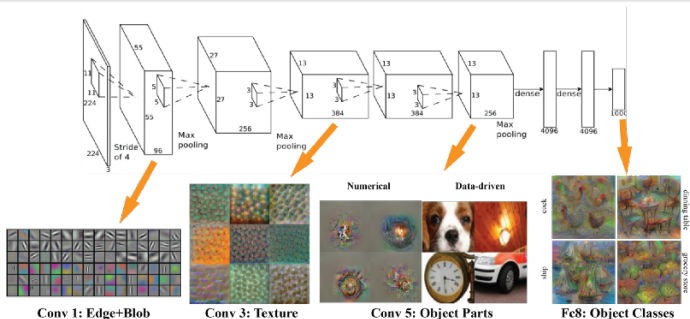 55
27
13
13
13
11
11
5
5
3
3
3
3
3
3
27
13
13
13
dense
dense
224
55
384
384
256
1000
256
Max
pooling
4096
4096
Stride
of 4
Max
pooling
Max
pooling
224
96
3
Numerical
Data-driven
cock
dinning table
ship
grocery store
Conv 1: Edge+Blob
Conv 3: Texture
Conv 5: Object Parts
Fc8: Object Classes